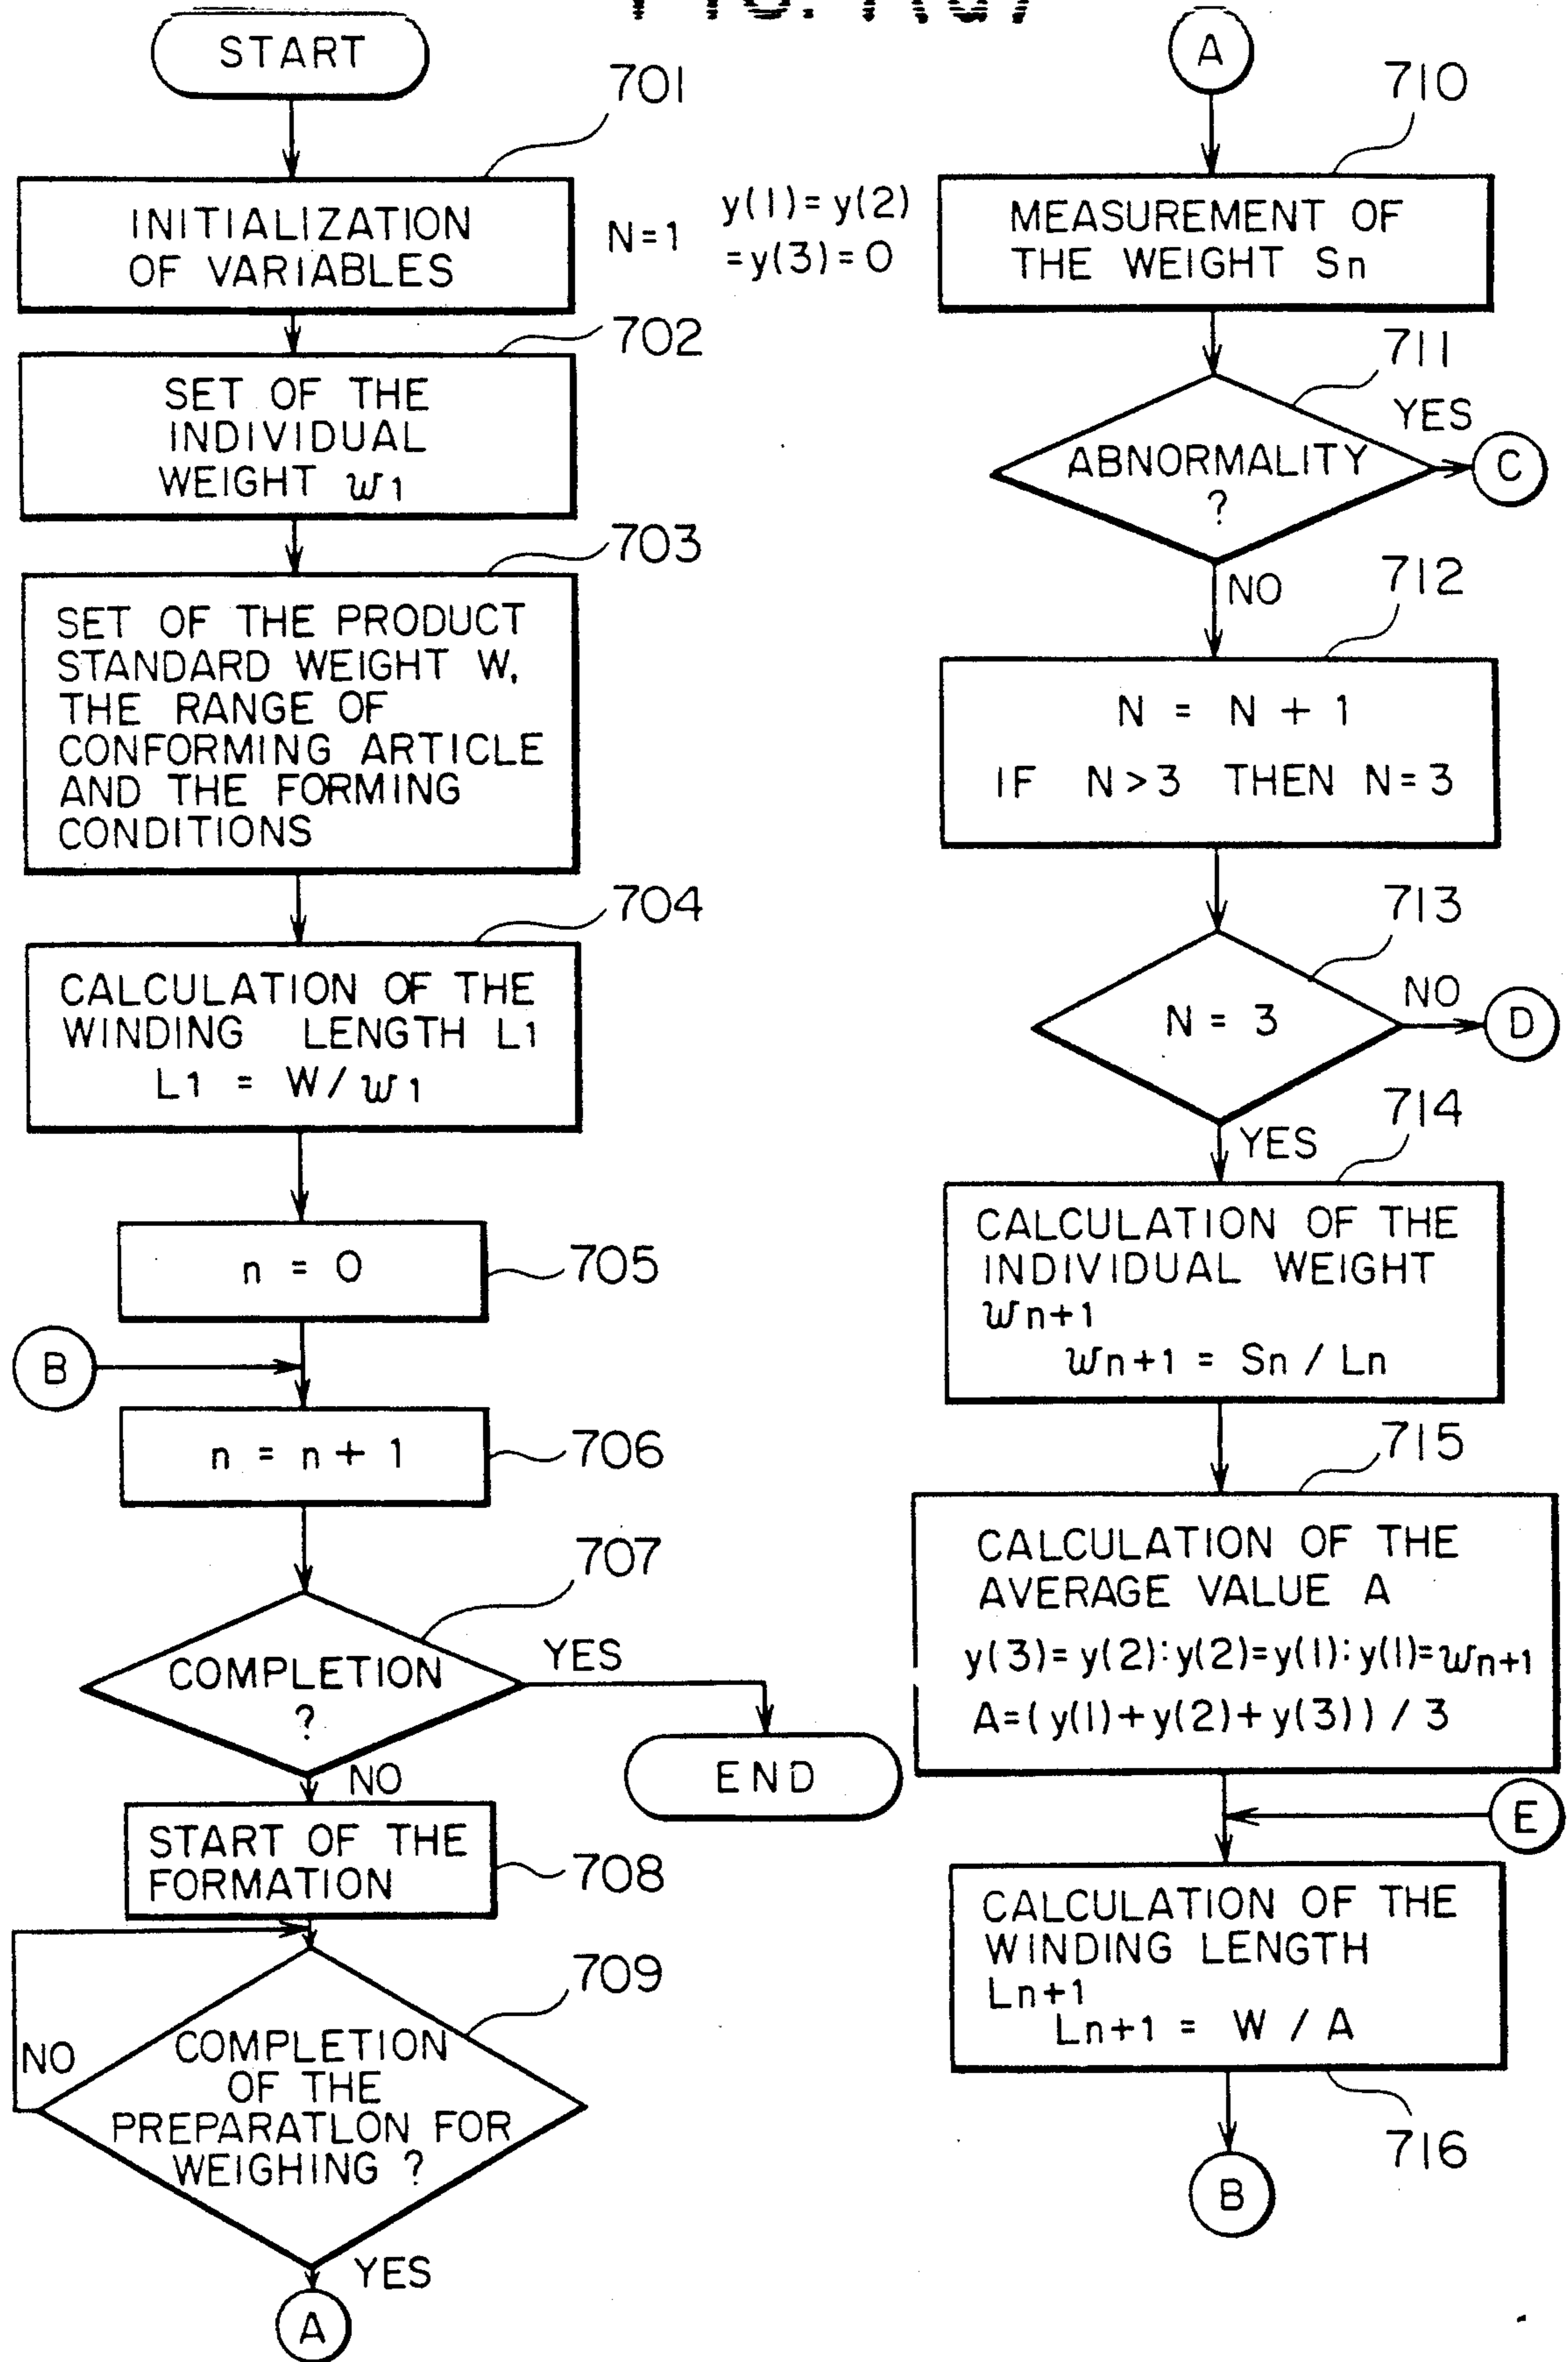 START
701
INITIALIZATION
OF VARIABLES
N=1
y(1)=y(2)
=y(3)=0
702
SET OF THE
INDIVIDUAL
WEIGHT w1
703
SET OF THE PRODUCT
STANDARD WEIGHT W,
THE RANGE OF
CONFORMING ARTICLE
AND THE FORMING
CONDITIONS
704
CALCULATION OF THE
WINDING LENGTH L1
L1 = W/w1
n = 0
705
B
n = n + 1
706
707
COMPLETION
?
YES
END
NO
START OF THE
FORMATION
708
709
NO
COMPLETION
OF THE
PREPARATLON FOR
WEIGHING ?
YES
A
A
710
MEASUREMENT OF
THE WEIGHT Sn
711
YES
ABNORMALITY
?
C
NO
712
N = N + 1
IF N>3 THEN N=3
713
N = 3
NO
D
714
YES
CALCULATION OF THE
INDIVIDUAL WEIGHT
wn+1
wn+1 = Sn / Ln
715
CALCULATION OF THE
AVERAGE VALUE A
y(3)=y(2):y(2)=y(1):y(1)=wn+1
A=(y(1)+y(2)+y(3))/3
E
CALCULATION OF THE
WINDING LENGTH
Ln+1
Ln+1 = W / A
716
B